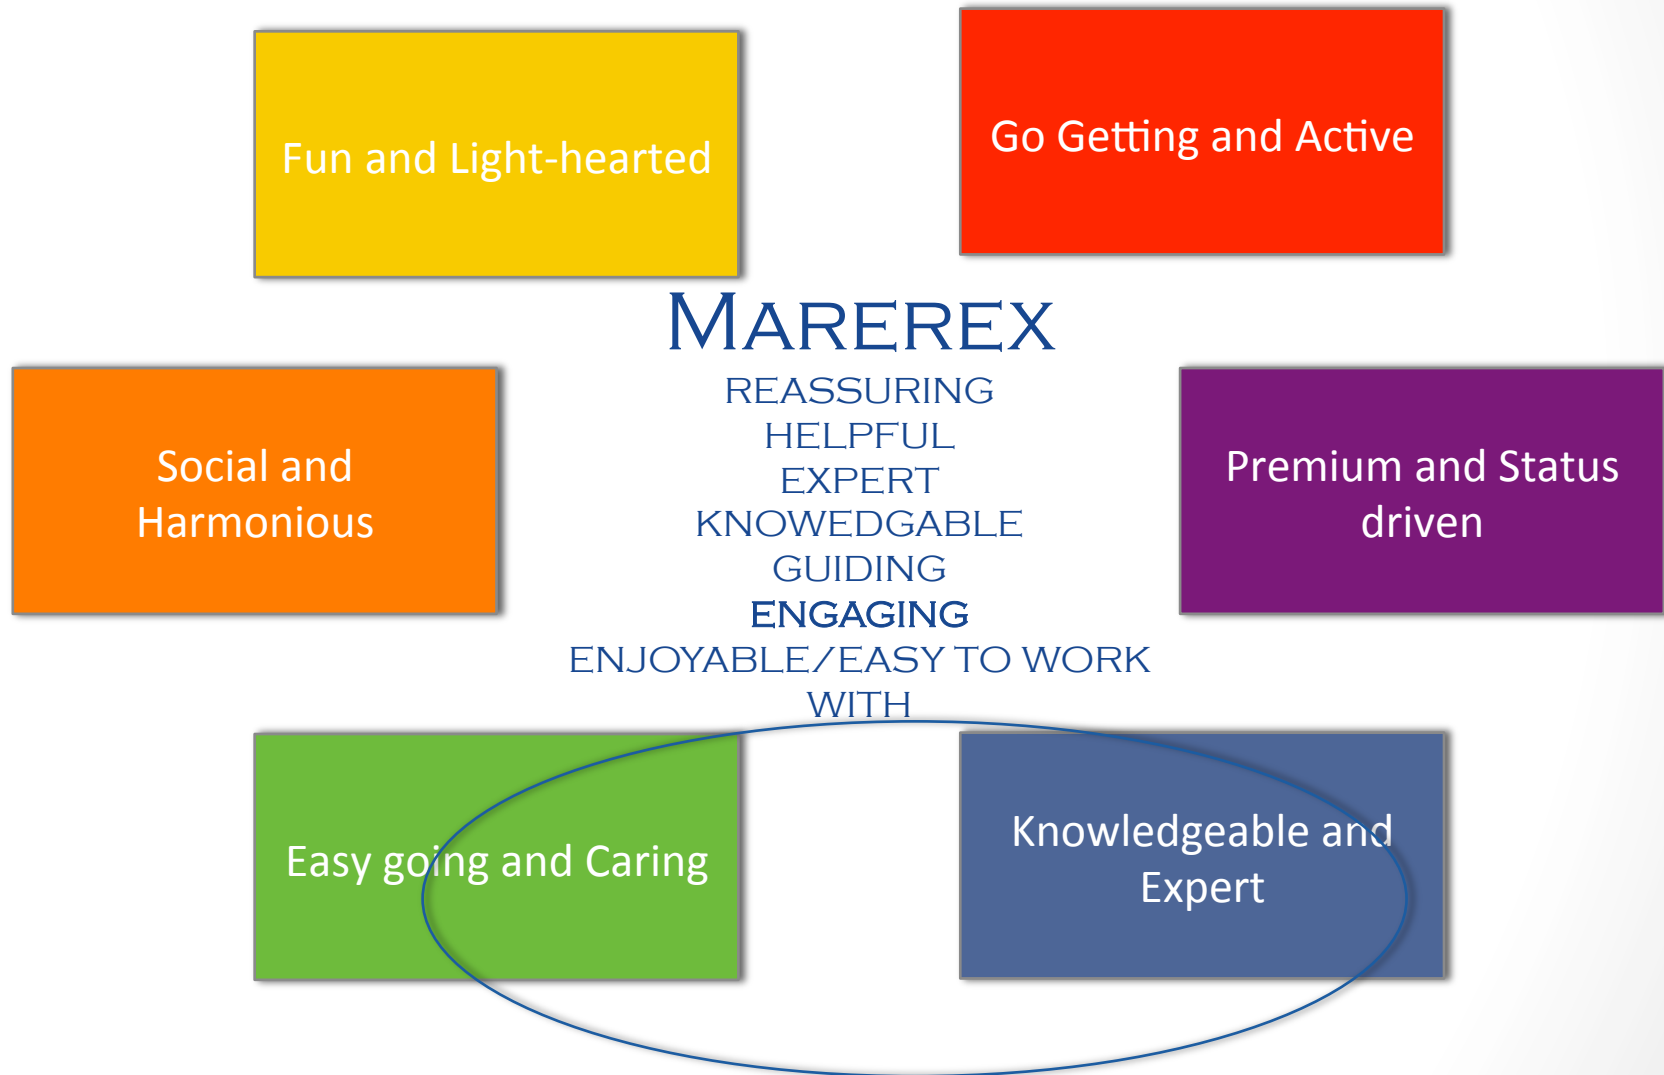 Fun and Light-hearted
Go Getting and Active
MAREREX
REASSURING
HELPFUL
EXPERT
KNOWEDGABLE
GUIDING
ENGAGING
ENJOYABLE/EASY TO WORK
WITH
Social and
Harmonious
Premium and Status
driven
Easy going and Caring
Knowledgeable and
Expert